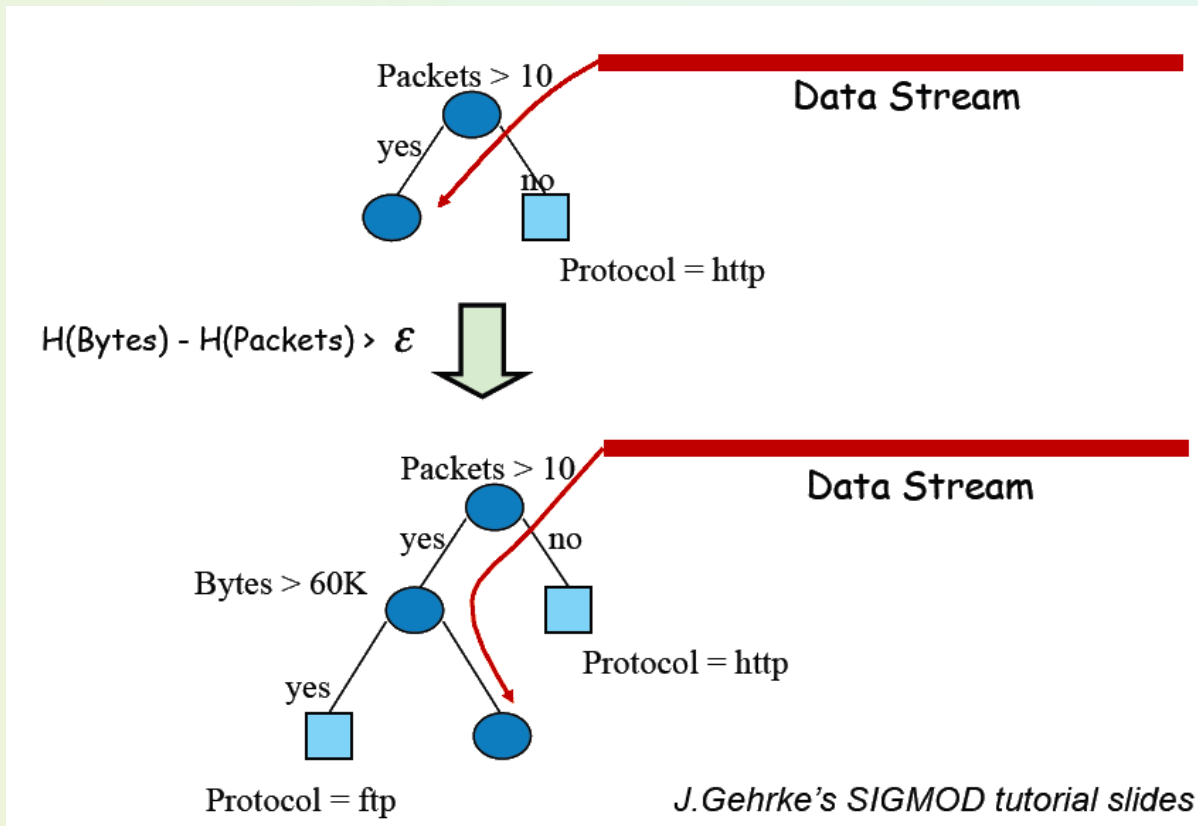 Packets > 10
Data Stream
yes
no
Protocol = http
H(Bytes) - H(Packets) > ε
Packets > 10
Data Stream
yes
no
Bytes > 60K
Protocol = http
yes
Protocol = ftp
J.Gehrke's SIGMOD tutorial slides